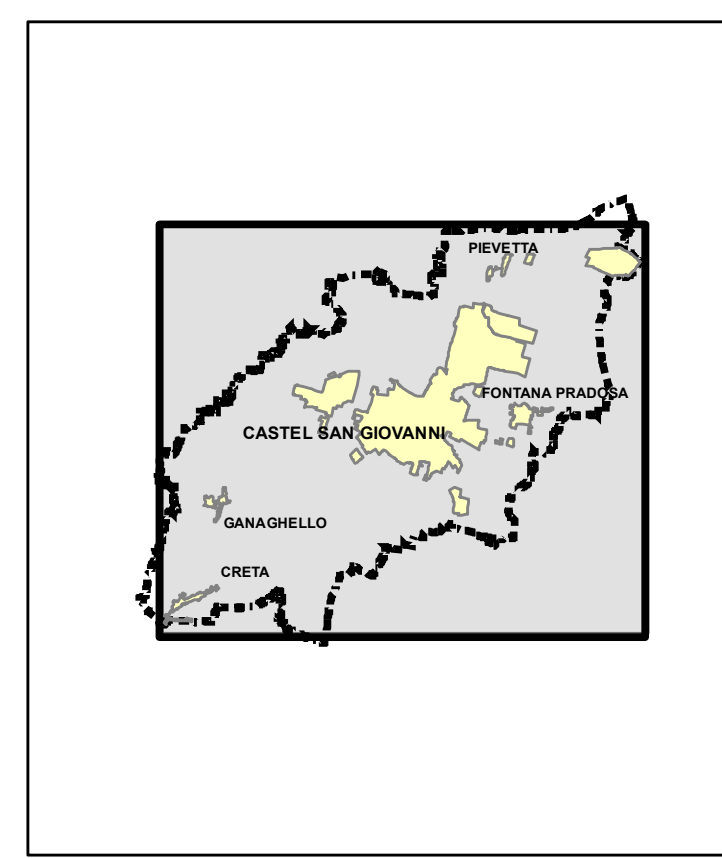 PIEVETTA
FONTANA PRADOSA
CASTEL SAN GIOVANNI
GANAGHELLO
CRETA